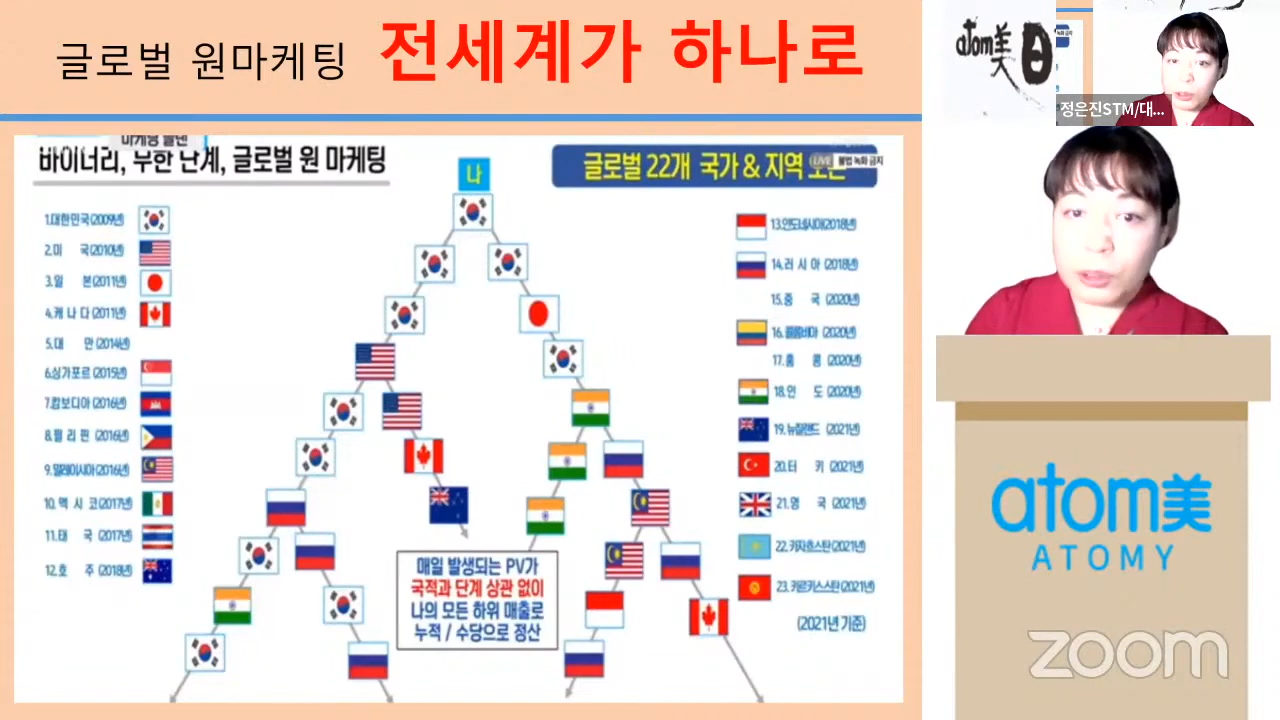 글로벌 원마케팅 전세계가 하나로
바이너리, 무한 단계, 글로벌 원 마케팅
나
글로벌 22개 국가 & 지역 오픈
LIVE 불법 녹화 금지
1.대한민국(2009년)
2.미 국(2010년)
3.일 본(2011년)
4.캐 나 다(2011년)
5.대 만(2014년)
6.싱가포르(2015년)
7.캄보디아(2016년)
8.필 리 핀 (2016년)
9.말레이시아(2016년)
10.멕 시 코(2017년)
11.태 국(2017년)
12.호 주(2018년)
13.인도네시아(2018년)
14.러 시 아 (2018년)
15.중 국 (2020년)
16.콜롬비아 (2020년)
17.홍 콩 (2020년)
18.인 도(2020년)
19.뉴질랜드 (2021년)
20.터 키 (2021년)
21.영 국 (2021년)
22.카자흐스탄(2021년)
23.키르키스스탄(2021년)
(2021년 기준)
매일 발생되는 PV가
국적과 단계 상관 없이
나의 모든 하위 매출로
누적 / 수당으로 정산
atom美
정은진STM/대...
atom美
ATOMY
zoom